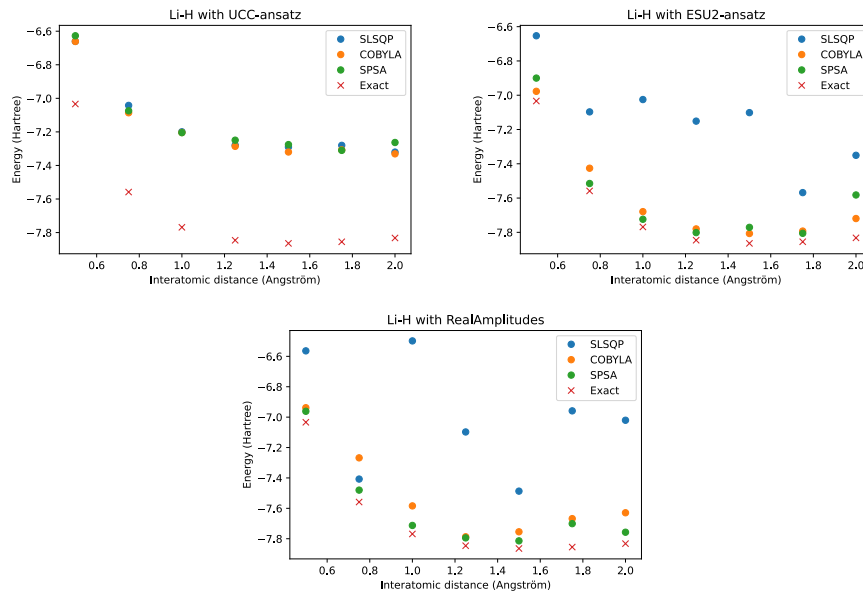 Li-H with UCC-ansatz
−6.6
−6.8
−7.0
−7.2
−7.4
−7.6
−7.8
Energy (Hartree)
SLSQP
COBYLA
SPSA
Exact
0.6 0.8 1.0 1.2 1.4 1.6 1.8 2.0
Interatomic distance (Angström)
Li-H with ESU2-ansatz
−6.6
−6.8
−7.0
−7.2
−7.4
−7.6
−7.8
Energy (Hartree)
SLSQP
COBYLA
SPSA
Exact
0.6 0.8 1.0 1.2 1.4 1.6 1.8 2.0
Interatomic distance (Angström)
Li-H with RealAmplitudes
−6.6
−6.8
−7.0
−7.2
−7.4
−7.6
−7.8
Energy (Hartree)
SLSQP
COBYLA
SPSA
Exact
0.6 0.8 1.0 1.2 1.4 1.6 1.8 2.0
Interatomic distance (Angström)